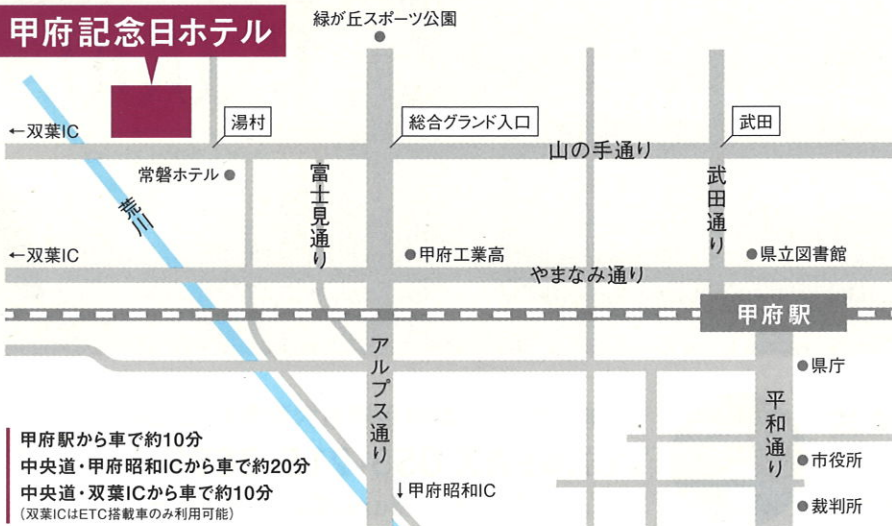 甲府記念日ホテル
緑が丘スポーツ公園
←双葉IC
湯村
総合グランド入口
武田
山の手通り
常磐ホテル
荒川
富士見通り
武田通り
←双葉IC
甲府工業高
県立図書館
やまなみ通り
甲府駅
アルプス通り
県庁
平和通り
市役所
↓甲府昭和IC
裁判所
甲府駅から車で約10分
中央道・甲府昭和ICから車で約20分
中央道・双葉ICから車で約10分
(双葉ICはETC搭載車のみ利用可能)